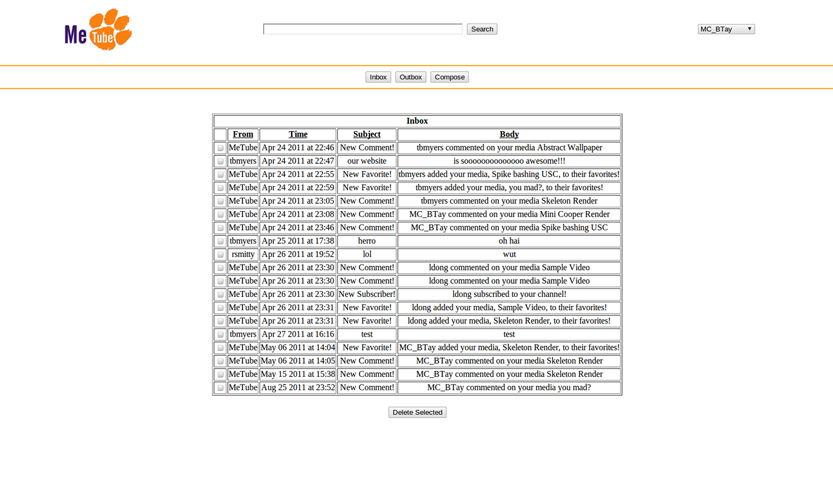 Me Tube
Search
MC_BTay
Inbox Outbox Compose
Inbox
From Time Subject Body
MeTube Apr 24 2011 at 22:46 New Comment! tbmyers commented on your media Abstract Wallpaper
tbmyers Apr 24 2011 at 22:47 our website is soooooooooooooo awesome!!!
MeTube Apr 24 2011 at 22:55 New Favorite! tbmyers added your media, Spike bashing USC, to their favorites!
MeTube Apr 24 2011 at 22:59 New Favorite! tbmyers added your media, you mad?, to their favorites!
MeTube Apr 24 2011 at 23:05 New Comment! tbmyers commented on your media Skeleton Render
MeTube Apr 24 2011 at 23:08 New Comment! MC_BTay commented on your media Mini Cooper Render
MeTube Apr 24 2011 at 23:46 New Comment! MC_BTay commented on your media Spike bashing USC
tbmyers Apr 25 2011 at 17:38 herro oh hai
rsmitty Apr 26 2011 at 19:52 lol wut
MeTube Apr 26 2011 at 23:30 New Comment! ldong commented on your media Sample Video
MeTube Apr 26 2011 at 23:30 New Comment! ldong commented on your media Sample Video
MeTube Apr 26 2011 at 23:30 New Subscriber! ldong subscribed to your channel!
MeTube Apr 26 2011 at 23:31 New Favorite! ldong added your media, Sample Video, to their favorites!
MeTube Apr 26 2011 at 23:31 New Favorite! ldong added your media, Skeleton Render, to their favorites!
tbmyers Apr 27 2011 at 16:16 test test
MeTube May 06 2011 at 14:04 New Favorite! MC_BTay added your media, Skeleton Render, to their favorites!
MeTube May 06 2011 at 14:05 New Comment! MC_BTay commented on your media Skeleton Render
MeTube May 15 2011 at 15:38 New Comment! MC_BTay commented on your media Skeleton Render
MeTube Aug 25 2011 at 23:52 New Comment! MC_BTay commented on your media you mad?
Delete Selected